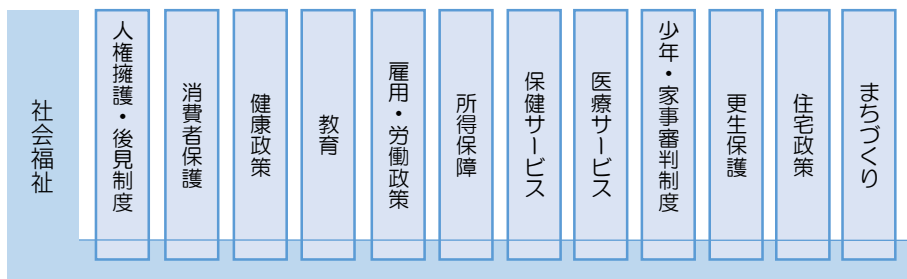 社会福祉
人権擁護・後見制度
消費者保護
健康政策
教育
雇用・労働政策
所得保障
保健サービス
医療サービス
少年・家事審判制度
更生保護
住宅政策
まちづくり